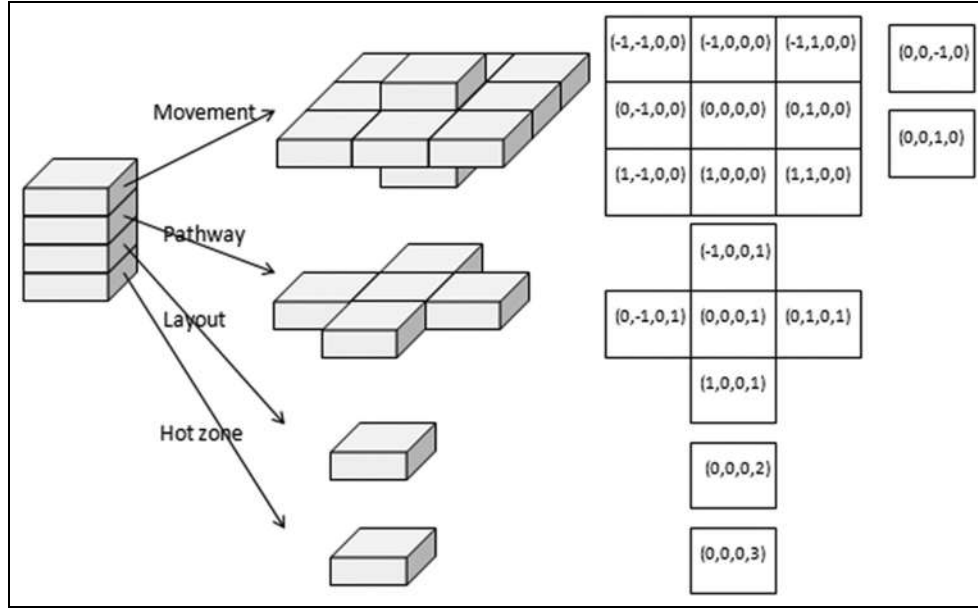 Movement
Pathway
Layout
Hot zone
(-1,-1,0,0) (-1,0,0,0) (-1,1,0,0)
(0,-1,0,0) (0,0,0,0) (0,1,0,0)
(1,-1,0,0) (1,0,0,0) (1,1,0,0)
(0,0,-1,0)
(0,0,1,0)
(-1,0,0,1)
(0,-1,0,1) (0,0,0,1) (0,1,0,1)
(1,0,0,1)
(0,0,0,2)
(0,0,0,3)